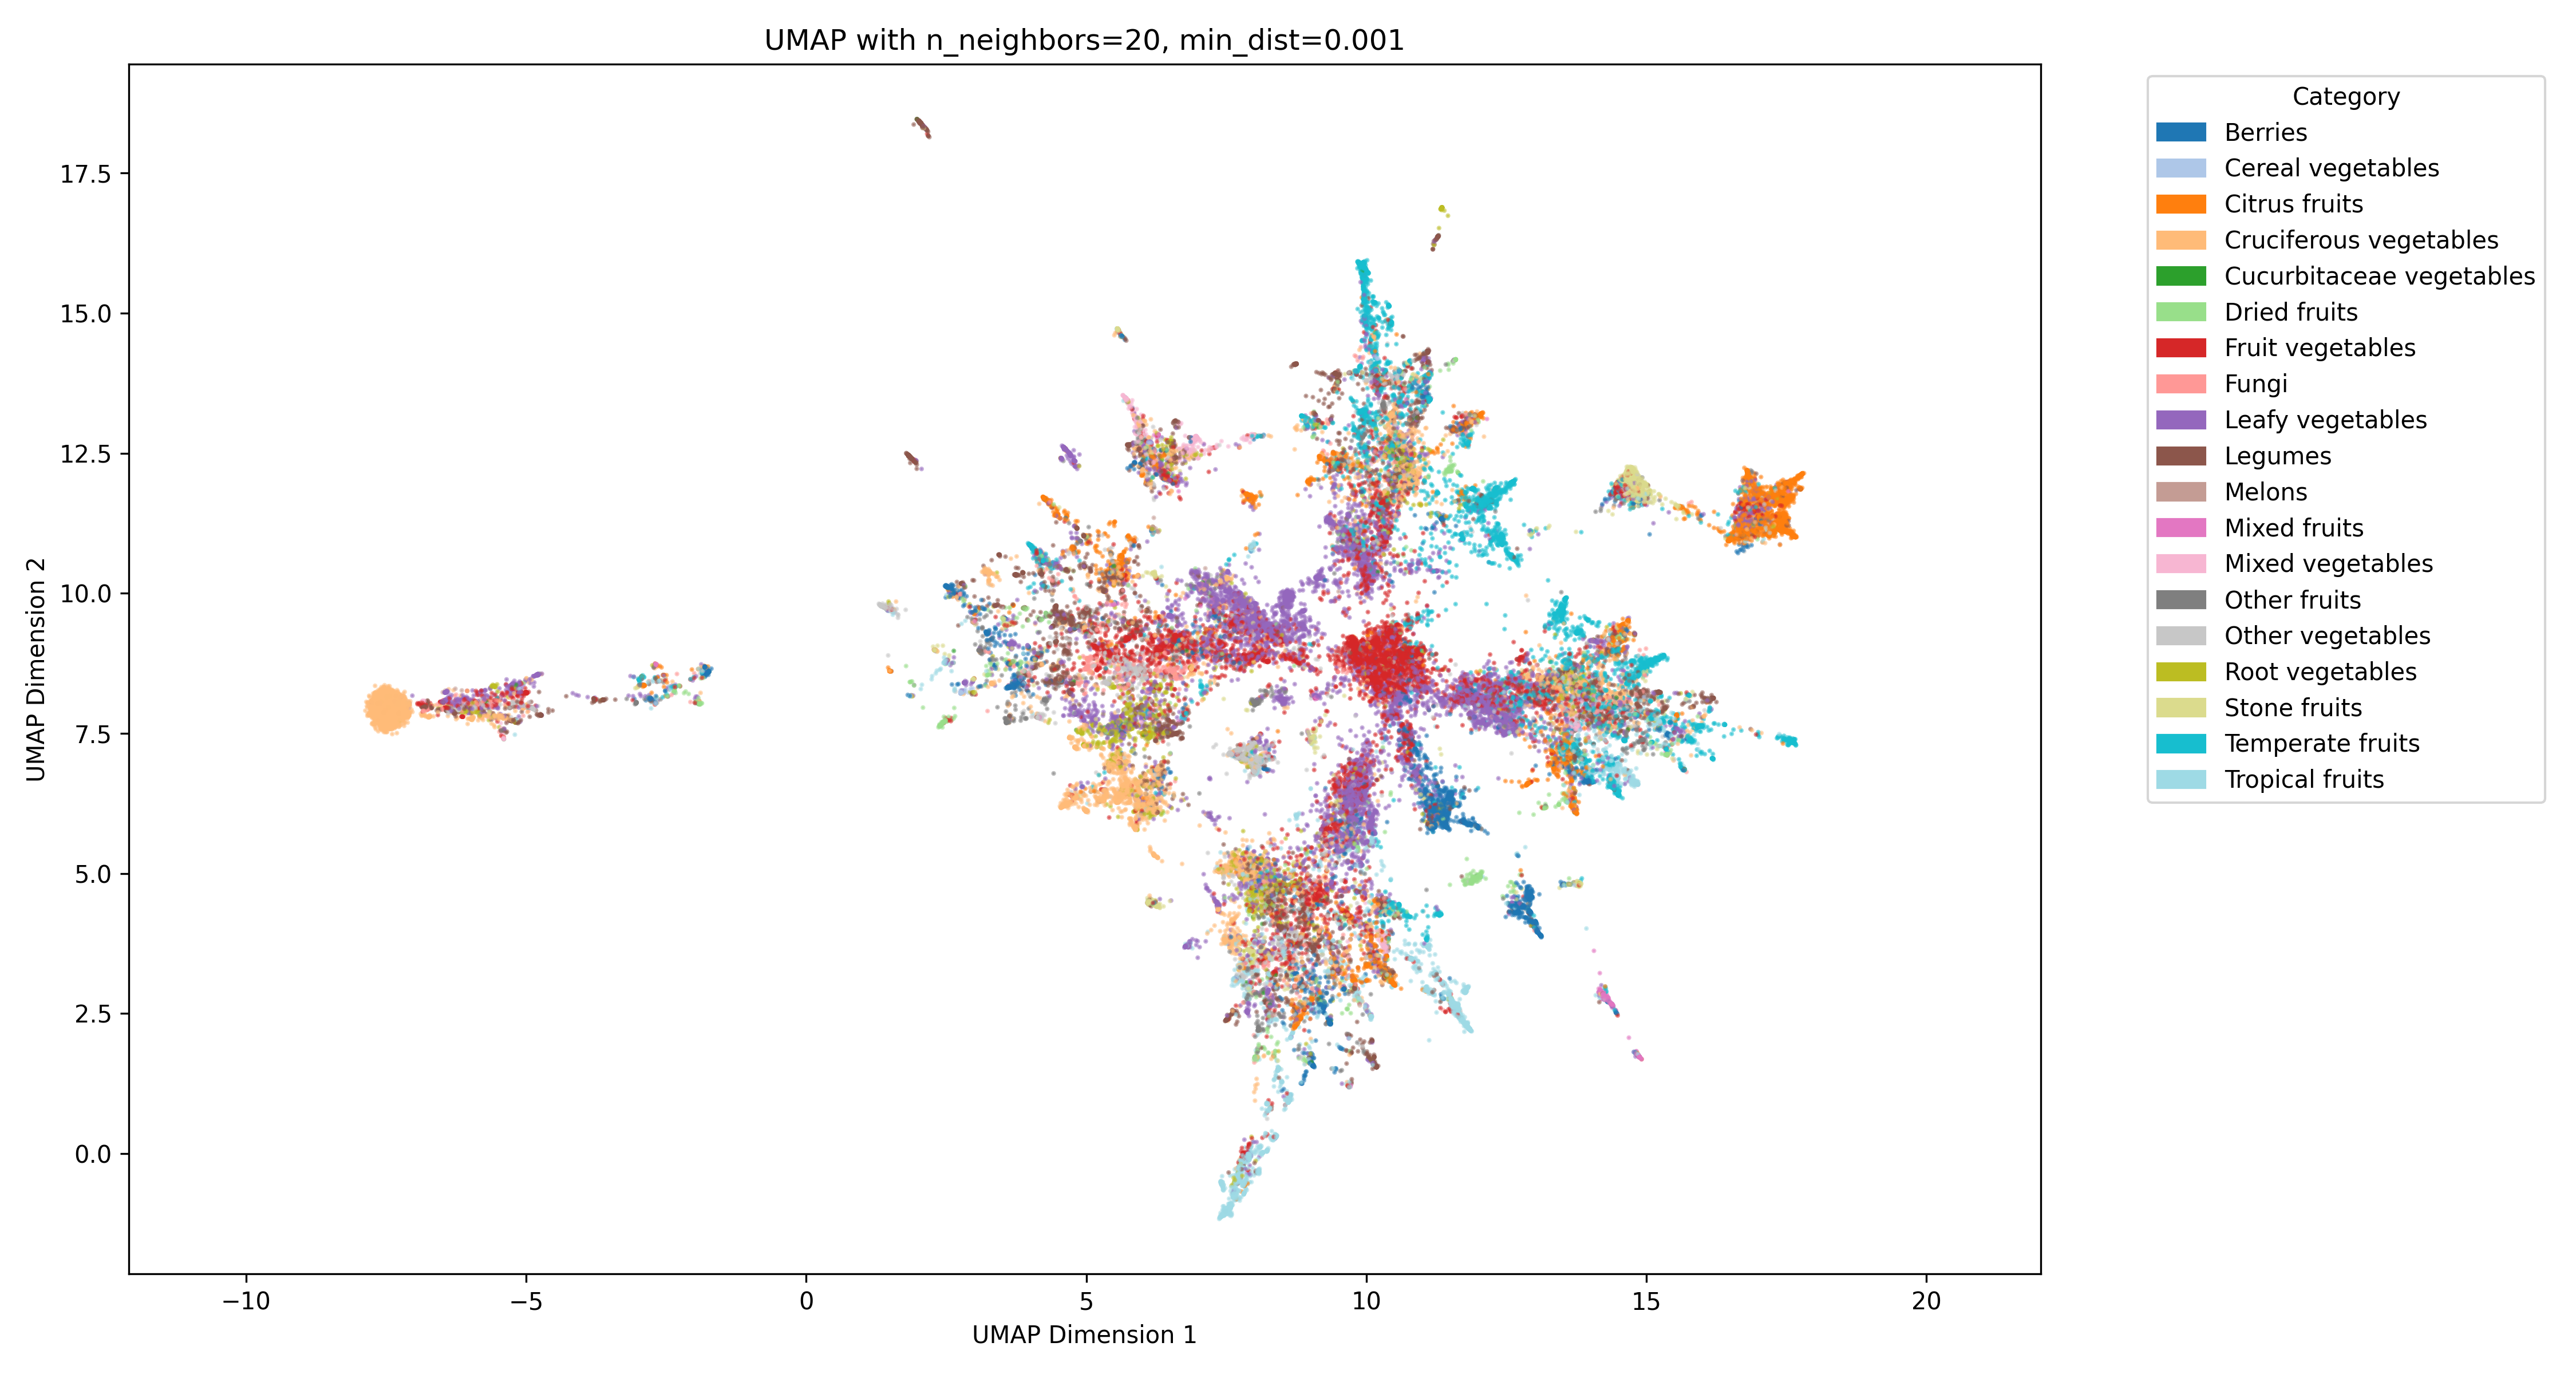 UMAP with n_neighbors=20, min_dist=0.001
UMAP Dimension 2
17.5
15.0
12.5
10.0
7.5
5.0
2.5
0.0
−10
−5
0
5
10
15
20
UMAP Dimension 1
Category
Berries
Cereal vegetables
Citrus fruits
Cruciferous vegetables
Cucurbitaceae vegetables
Dried fruits
Fruit vegetables
Fungi
Leafy vegetables
Legumes
Melons
Mixed fruits
Mixed vegetables
Other fruits
Other vegetables
Root vegetables
Stone fruits
Temperate fruits
Tropical fruits